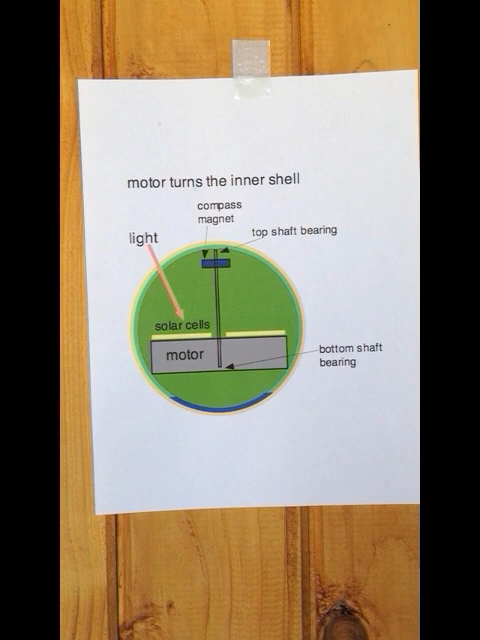 motor turns the inner shell
compass
magnet
top shaft bearing
light
solar cells
motor
bottom shaft
bearing